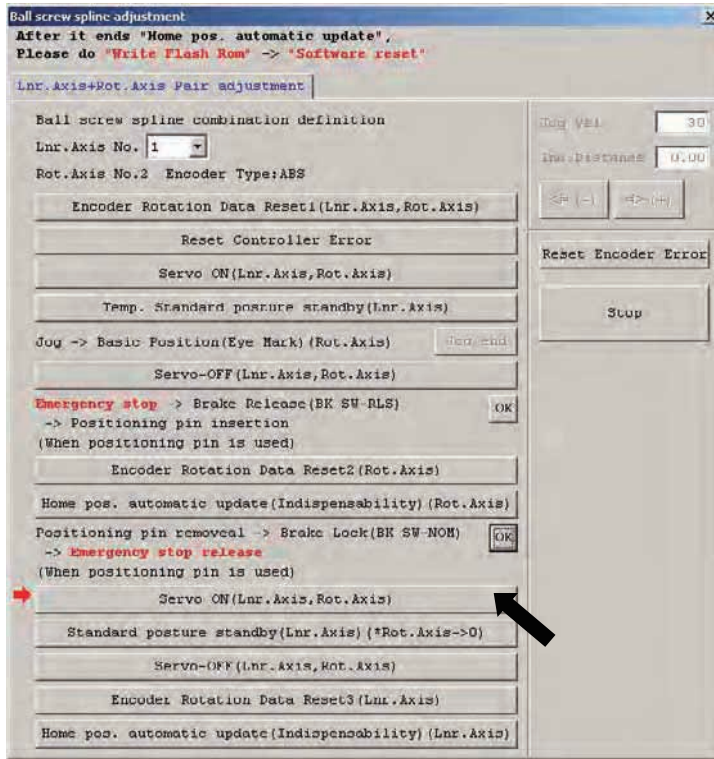 Ball screw spline adjustment
After it ends "Home pos. automatic update",
Please do "Write Flash Rom" -> "Software reset"
Lnr.Axis+Rot.Axis Pair adjustment
Ball screw spline combination definition
Lnr.Axis No. 1
Rot.Axis No.2 Encoder Type:ABS
Encoder Rotation Data Reset1(Lnr.Axis,Rot.Axis)
Reset Controller Error
Servo ON(Lnr.Axis,Rot.Axis)
Temp. Standard posture standby(Lnr.Axis)
Jog -> Basic Position(Eye Mark)(Rot.Axis) Jog end
Servo-OFF(Lnr.Axis,Rot.Axis)
Emergency stop -> Brake Release(BK SW-RLS) OK
-> Positioning pin insertion
(When positioning pin is used)
Encoder Rotation Data Reset2(Rot.Axis)
Home pos. automatic update(Indispensability)(Rot.Axis)
Positioning pin removeal -> Brake Lock(BK SW-NOM) OK
-> Emergency stop release
(When positioning pin is used)
Servo ON(Lnr.Axis,Rot.Axis)
Standard posture standby(Lnr.Axis)(*Rot.Axis->0)
Servo-OFF(Lnr.Axis,Rot.Axis)
Encoder Rotation Data Reset3(Lnr.Axis)
Home pos. automatic update(Indispensability)(Lnr.Axis)
Jog Vel 30
Inc.Distance 0.00
(-) (+)
Reset Encoder Error
Stop